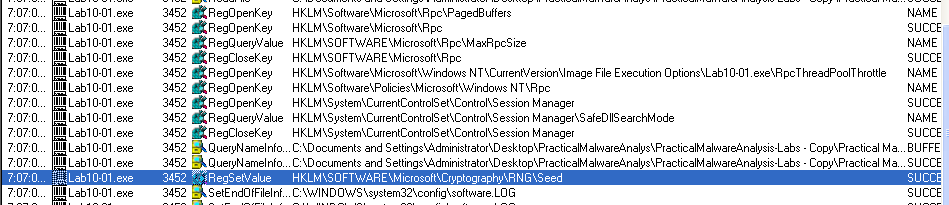 7:07:0... Lab10-01.exe 3452 RegOpenKey HKLM\Software\Microsoft\Rpc\PagedBuffers NAME
7:07:0... Lab10-01.exe 3452 RegOpenKey HKLM\Software\Microsoft\Rpc SUCCE
7:07:0... Lab10-01.exe 3452 RegQueryValue HKLM\SOFTWARE\Microsoft\Rpc\MaxRpcSize NAME
7:07:0... Lab10-01.exe 3452 RegCloseKey HKLM\SOFTWARE\Microsoft\Rpc SUCCE
7:07:0... Lab10-01.exe 3452 RegOpenKey HKLM\Software\Microsoft\Windows NT\CurrentVersion\Image File Execution Options\Lab10-01.exe\RpcThreadPoolThrottle NAME
7:07:0... Lab10-01.exe 3452 RegOpenKey HKLM\Software\Policies\Microsoft\Windows NT\Rpc NAME
7:07:0... Lab10-01.exe 3452 RegOpenKey HKLM\System\CurrentControlSet\Control\Session Manager SUCCE
7:07:0... Lab10-01.exe 3452 RegQueryValue HKLM\System\CurrentControlSet\Control\Session Manager\SafeDllSearchMode NAME
7:07:0... Lab10-01.exe 3452 RegCloseKey HKLM\System\CurrentControlSet\Control\Session Manager SUCCE
7:07:0... Lab10-01.exe 3452 QueryNameInfo... C:\Documents and Settings\Administrator\Desktop\PracticalMalwareAnalys\PracticalMalwareAnalysis-Labs - Copy\Practical Ma... BUFFE
7:07:0... Lab10-01.exe 3452 QueryNameInfo... C:\Documents and Settings\Administrator\Desktop\PracticalMalwareAnalys\PracticalMalwareAnalysis-Labs - Copy\Practical Ma... SUCCE
7:07:0... Lab10-01.exe 3452 RegSetValue HKLM\SOFTWARE\Microsoft\Cryptography\RNG\Seed SUCCE
7:07:0... Lab10-01.exe 3452 SetEndOfFileInf... C:\WINDOWS\system32\config\software.LOG SUCCE